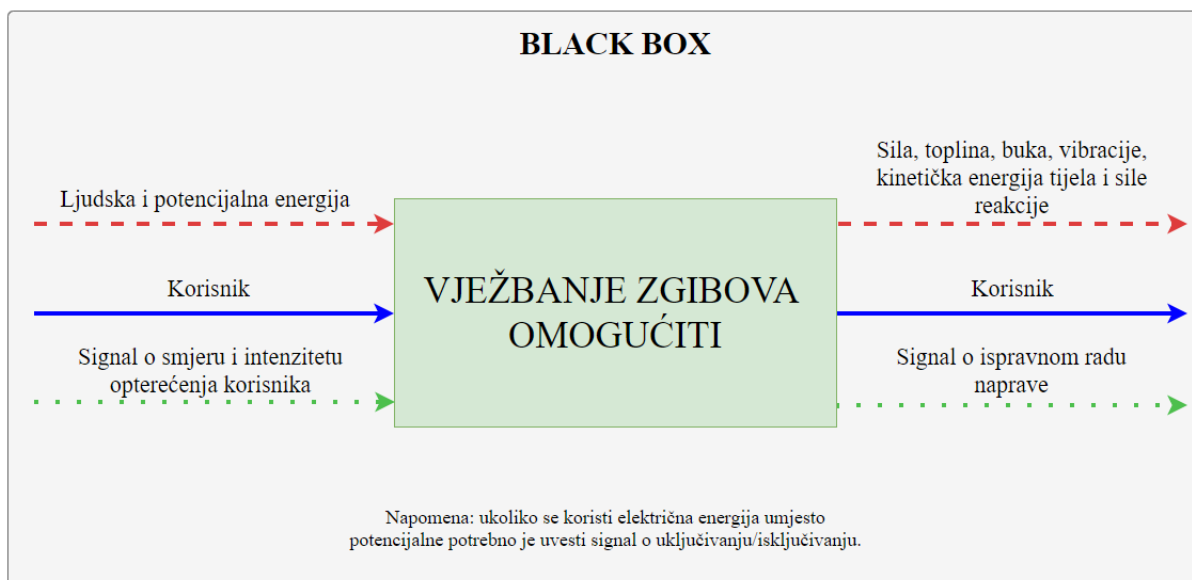 BLACK BOX
Ljudska i potencijalna energija
Sila, toplina, buka, vibracije,
kinetička energija tijela i sile
reakcije
Korisnik
VJEŽBANJE ZGIBOVA
OMOGUĆITI
Korisnik
Signal o smjeru i intenzitetu
opterećenja korisnika
Signal o ispravnom radu
naprave
Napomena: ukoliko se koristi električna energija umjesto
potencijalne potrebno je uvesti signal o uključivanju/isključivanju.